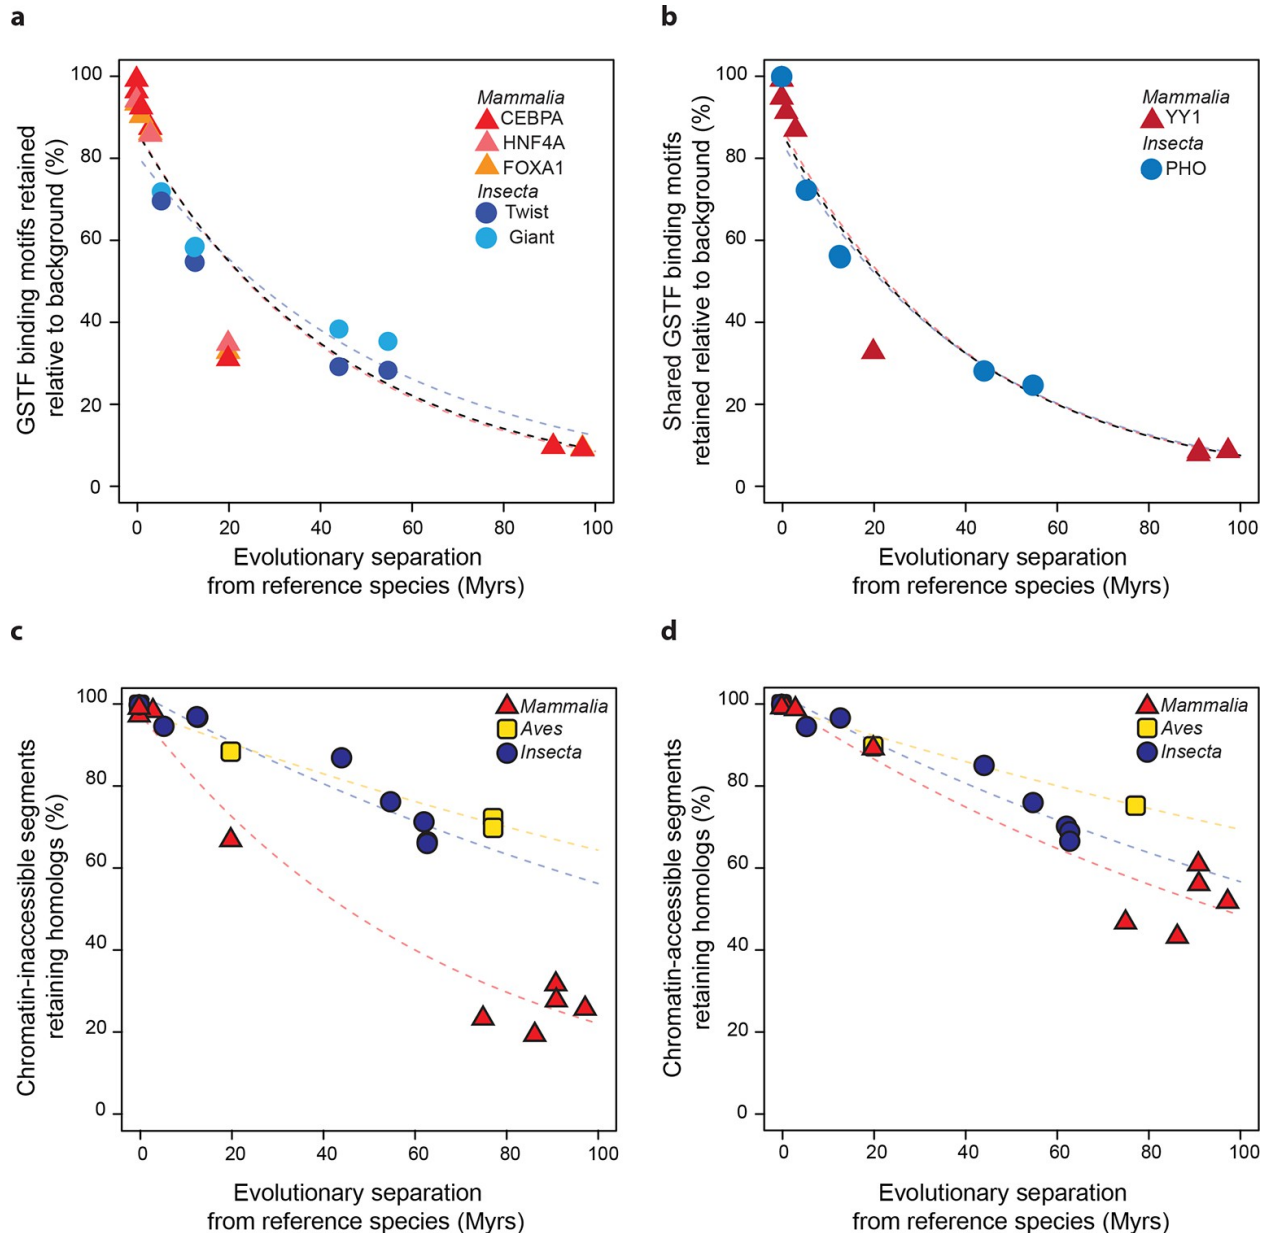 a
GSTF binding motifs retained
relative to background (%)
100
80
60
40
20
0
Mammalia
CEBPA
HNF4A
FOXA1
Insecta
Twist
Giant
0 20 40 60 80 100
Evolutionary separation
from reference species (Myrs)
b
Shared GSTF binding motifs
retained relative to background (%)
100
80
60
40
20
0
Mammalia
YY1
Insecta
PHO
0 20 40 60 80 100
Evolutionary separation
from reference species (Myrs)
c
Chromatin-inaccessible segments
retaining homologs (%)
100
80
60
40
20
0
Mammalia
Aves
Insecta
0 20 40 60 80 100
Evolutionary separation
from reference species (Myrs)
d
Chromatin-accessible segments
retaining homologs (%)
100
80
60
40
20
0
Mammalia
Aves
Insecta
0 20 40 60 80 100
Evolutionary separation
from reference species (Myrs)